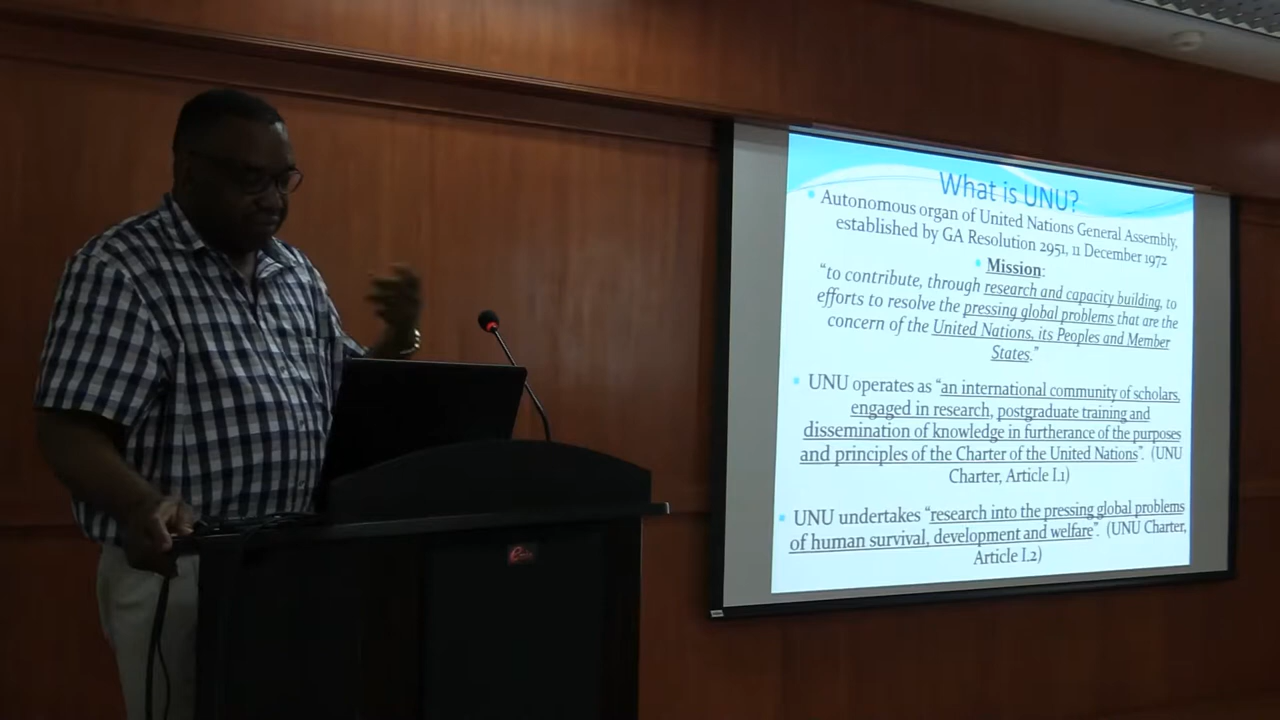 What is UNU?
• Autonomous organ of United Nations General Assembly,
established by GA Resolution 2951, 11 December 1972
• Mission:
“to contribute, through research and capacity building, to
efforts to resolve the pressing global problems that are the
concern of the United Nations, its Peoples and Member
States.”
• UNU operates as “an international community of scholars,
engaged in research, postgraduate training and
dissemination of knowledge in furtherance of the purposes
and principles of the Charter of the United Nations”. (UNU
Charter, Article I.1)
• UNU undertakes “research into the pressing global problems
of human survival, development and welfare”. (UNU Charter,
Article I.2)